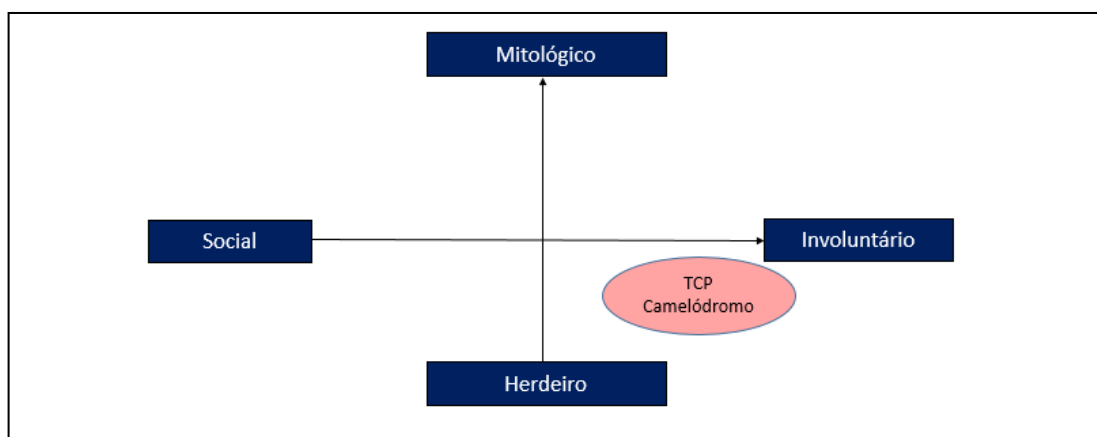 Mitológico
Social
Involuntário
TCP
Camelódromo
Herdeiro